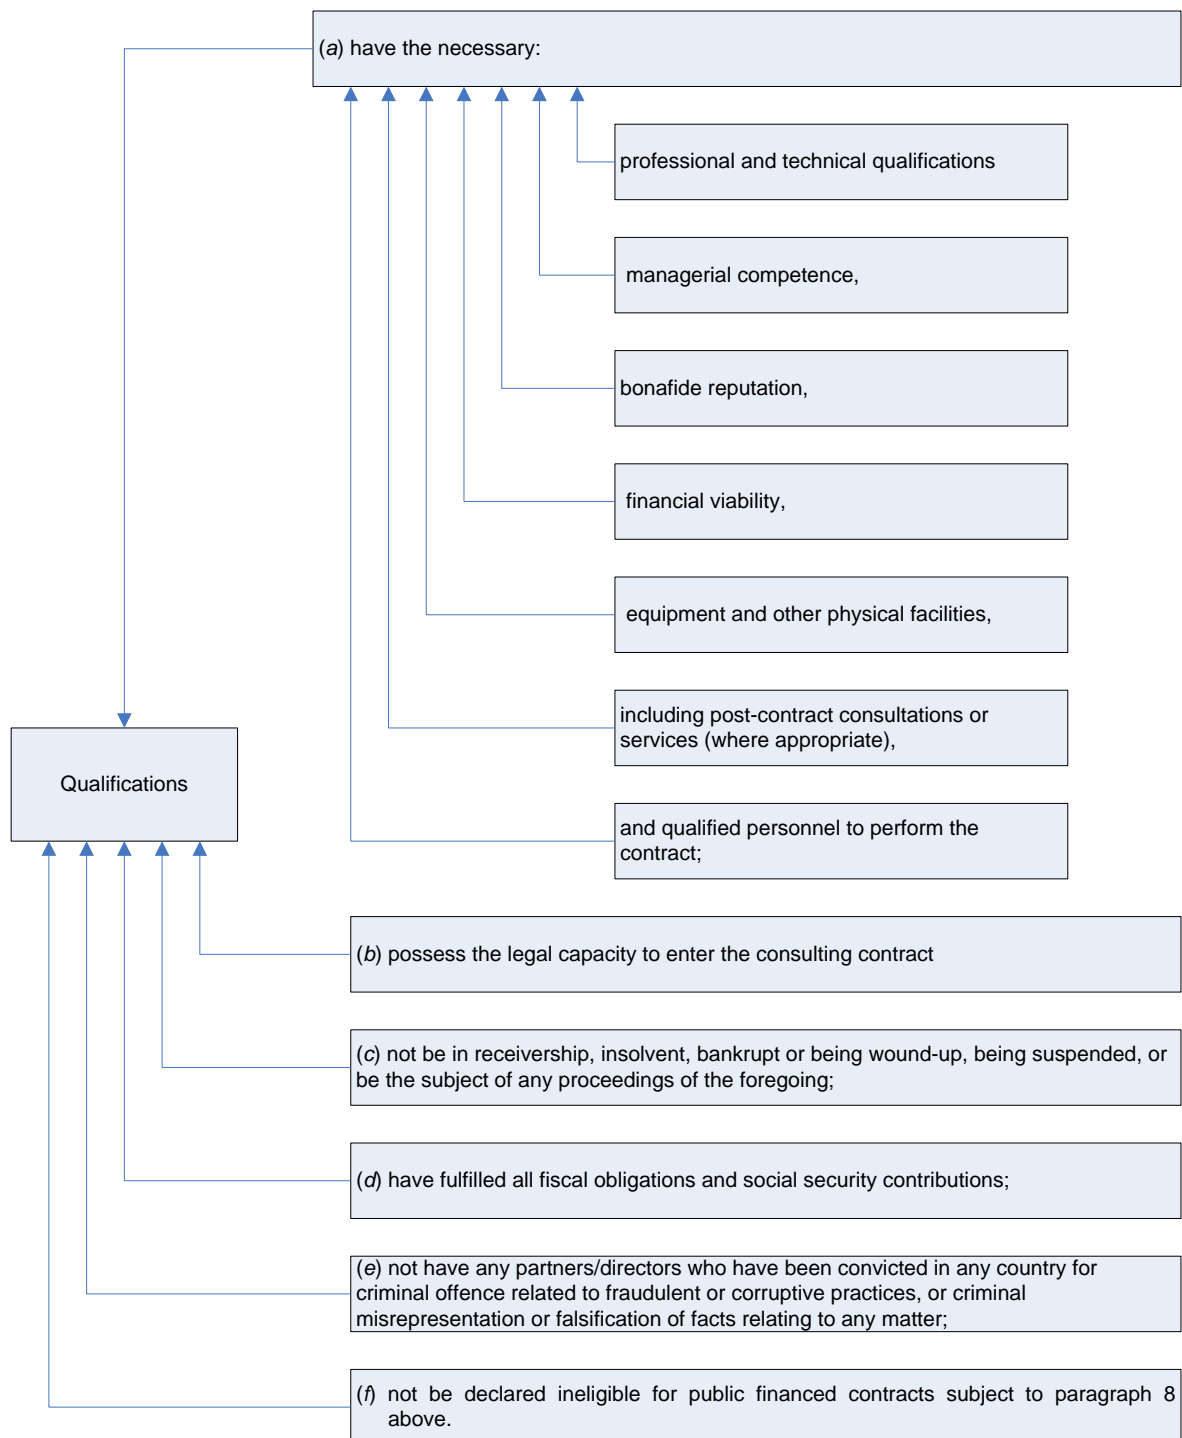 (a) have the necessary:
professional and technical qualifications
managerial competence,
bonafide reputation,
financial viability,
equipment and other physical facilities,
including post-contract consultations or
services (where appropriate),
Qualifications
and qualified personnel to perform the
contract;
(b) possess the legal capacity to enter the consulting contract
(c) not be in receivership, insolvent, bankrupt or being wound-up, being suspended, or
be the subject of any proceedings of the foregoing;
(d) have fulfilled all fiscal obligations and social security contributions;
(e) not have any partners/directors who have been convicted in any country for
criminal offence related to fraudulent or corruptive practices, or criminal
misrepresentation or falsification of facts relating to any matter;
(f) not be declared ineligible for public financed contracts subject to paragraph 8
above.